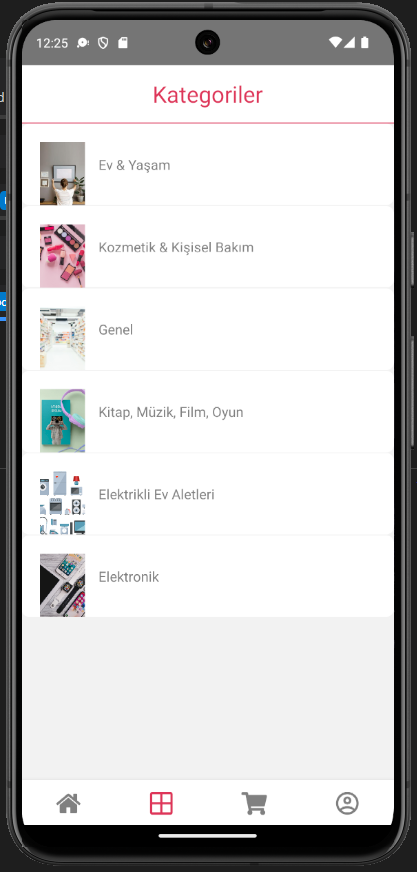 12:25
Kategoriler
Ev & Yaşam
Kozmetik & Kişisel Bakım
Genel
Kitap, Müzik, Film, Oyun
Elektrikli Ev Aletleri
Elektronik